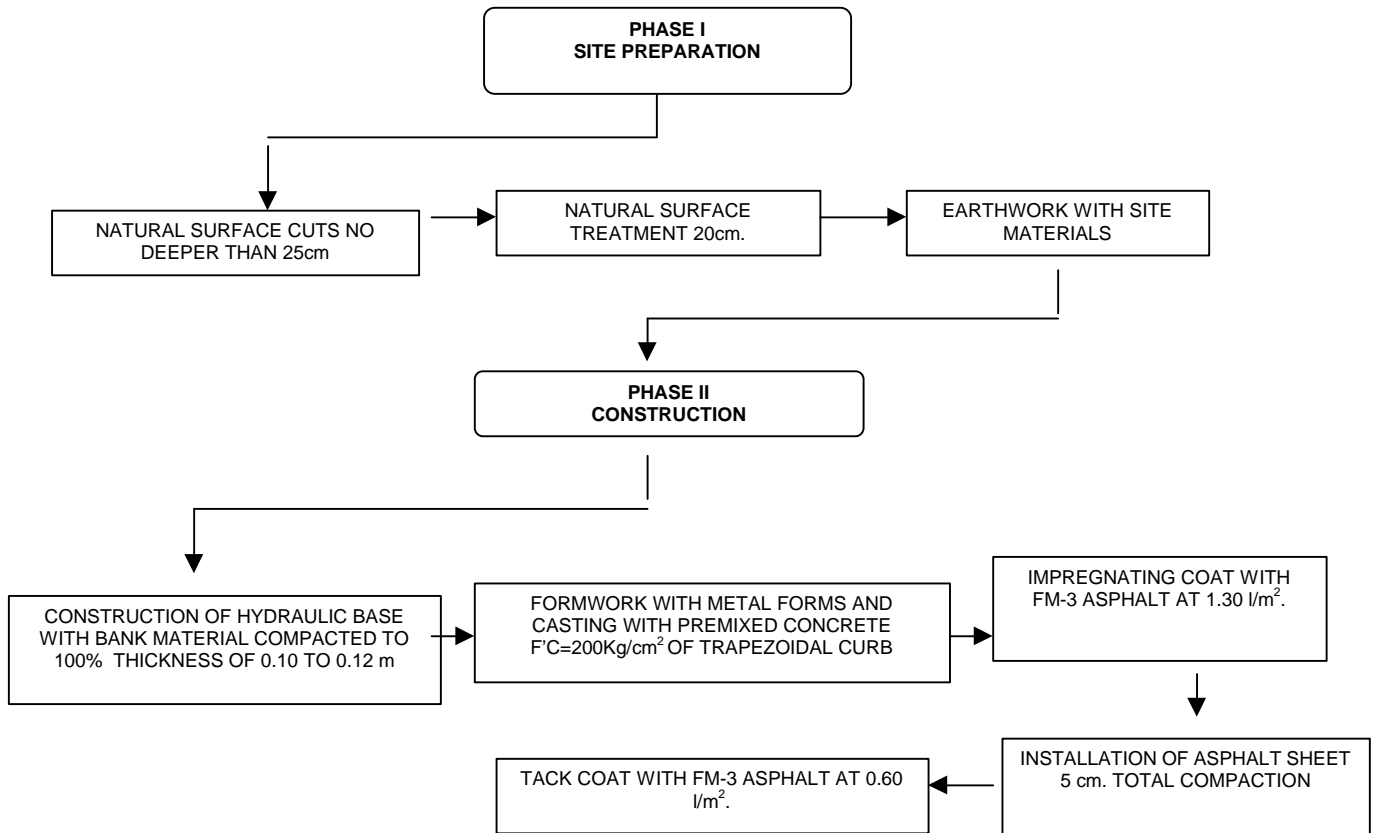 PHASE I
SITE PREPARATION
NATURAL SURFACE CUTS NO
DEEPER THAN 25cm
NATURAL SURFACE
TREATMENT 20cm.
EARTHWORK WITH SITE
MATERIALS
PHASE II
CONSTRUCTION
CONSTRUCTION OF HYDRAULIC BASE
WITH BANK MATERIAL COMPACTED TO
100% THICKNESS OF 0.10 TO 0.12 m
FORMWORK WITH METAL FORMS AND
CASTING WITH PREMIXED CONCRETE
F'C=200Kg/cm² OF TRAPEZOIDAL CURB
IMPREGNATING COAT WITH
FM-3 ASPHALT AT 1.30 l/m².
INSTALLATION OF ASPHALT SHEET
5 cm. TOTAL COMPACTION
TACK COAT WITH FM-3 ASPHALT AT 0.60
l/m².